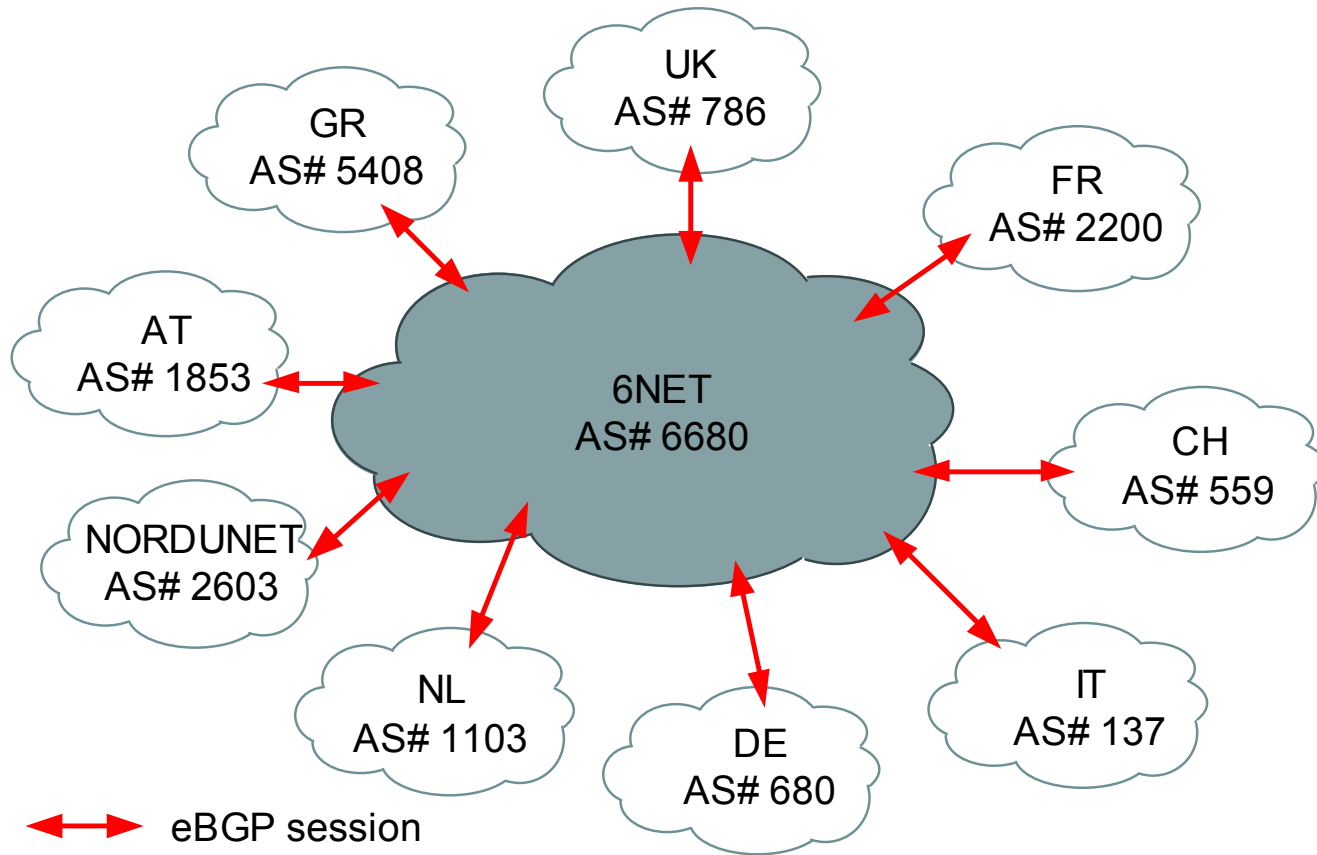 UK
AS# 786
GR
AS# 5408
FR
AS# 2200
AT
AS# 1853
6NET
AS# 6680
CH
AS# 559
NORDUNET
AS# 2603
NL
AS# 1103
IT
AS# 137
DE
AS# 680
eBGP session